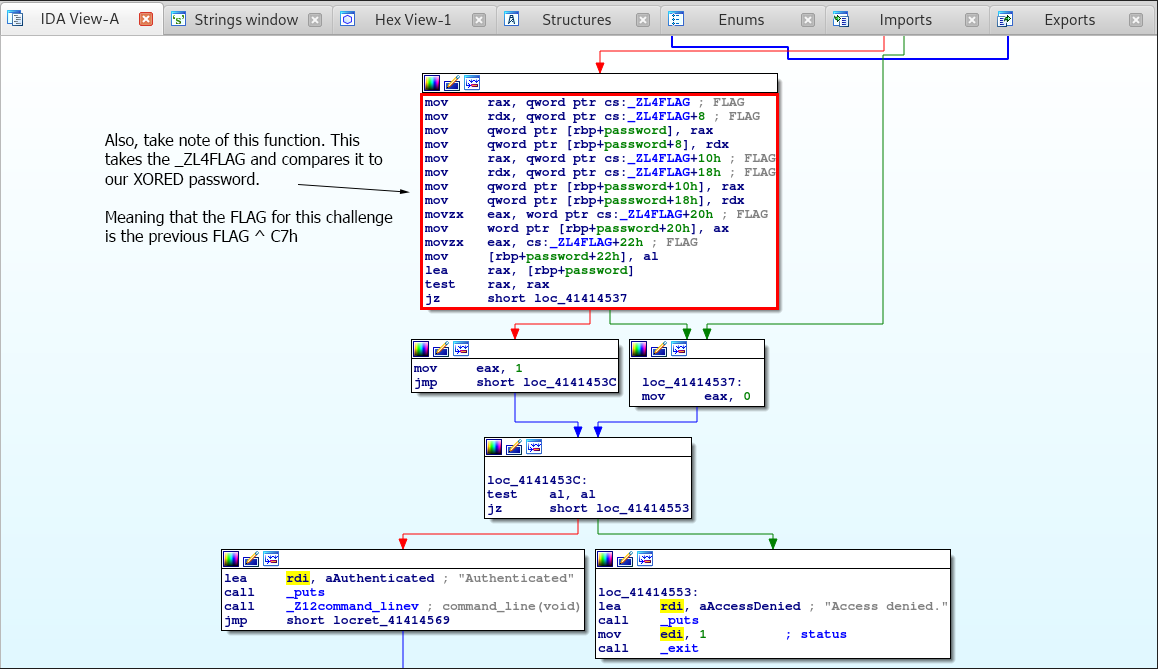 IDA View-A
Strings window
Hex View-1
Structures
Enums
Imports
Exports
Also, take note of this function. This
takes the _ZL4FLAG and compares it to
our XORED password.
Meaning that the FLAG for this challenge
is the previous FLAG ^ C7h
mov rax, qword ptr cs:_ZL4FLAG ; FLAG
mov rdx, qword ptr cs:_ZL4FLAG+8 ; FLAG
mov qword ptr [rbp+password], rax
mov qword ptr [rbp+password+8], rdx
mov rax, qword ptr cs:_ZL4FLAG+10h ; FLAG
mov rdx, qword ptr cs:_ZL4FLAG+18h ; FLAG
mov qword ptr [rbp+password+10h], rax
mov qword ptr [rbp+password+18h], rdx
movzx eax, word ptr cs:_ZL4FLAG+20h ; FLAG
mov word ptr [rbp+password+20h], ax
movzx eax, cs:_ZL4FLAG+22h ; FLAG
mov [rbp+password+22h], al
lea rax, [rbp+password]
test rax, rax
jz short loc_41414537
mov eax, 1
jmp short loc_4141453C
loc_41414537:
mov eax, 0
loc_4141453C:
test al, al
jz short loc_41414553
lea rdi, aAuthenticated ; "Authenticated"
call _puts
call _Z12command_linev ; command_line(void)
jmp short locret_41414569
loc_41414553:
lea rdi, aAccessDenied ; "Access denied."
call _puts
mov edi, 1 ; status
call _exit